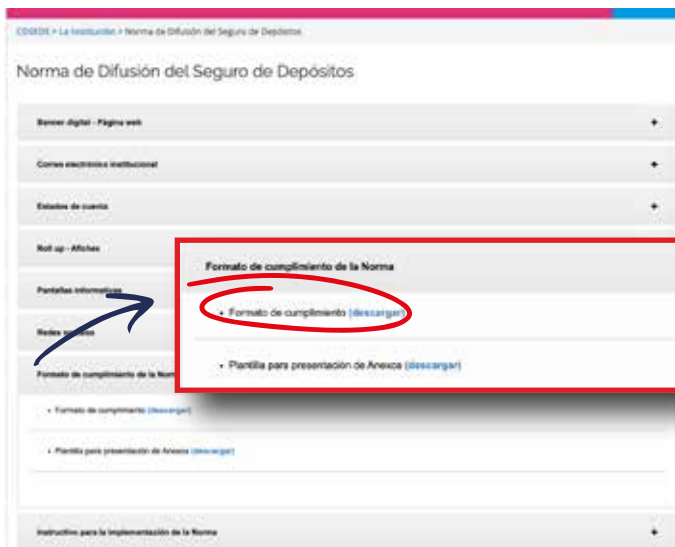 COSEDE > La Institución > Norma de Difusión del Seguro de Depósitos
Norma de Difusión del Seguro de Depósitos
Banner digital - Página web +
Correo electrónico institucional +
Estados de cuenta +
Roll up - Afiches
Pantallas informativas
Redes
Formato de cumplimiento de la Norma
• Formato de cumplimiento (descargar)
• Plantilla para presentación de Anexos (descargar)
Formato de cumplimiento de la Nor
• Formato de cumplimiento (descargar)
• Plantilla para presentación de Anexos (descargar)
Instructivo para la implementación de la Norma +